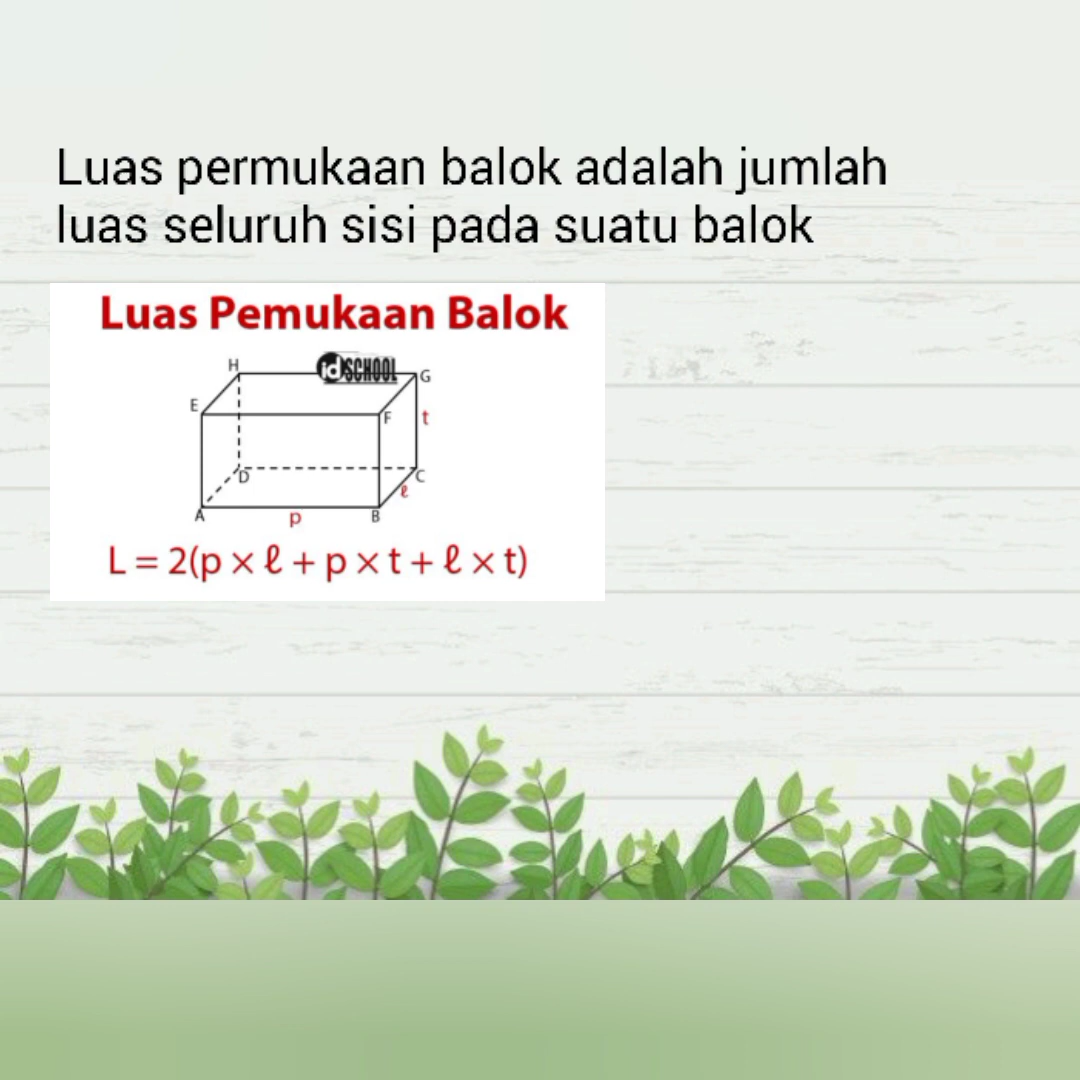 Luas permukaan balok adalah jumlah
luas seluruh sisi pada suatu balok
Luas Pemukaan Balok
H
idSCHOOL
G
E
F
t
D
C
ℓ
A
p
B
L = 2(p × ℓ + p × t + ℓ × t)